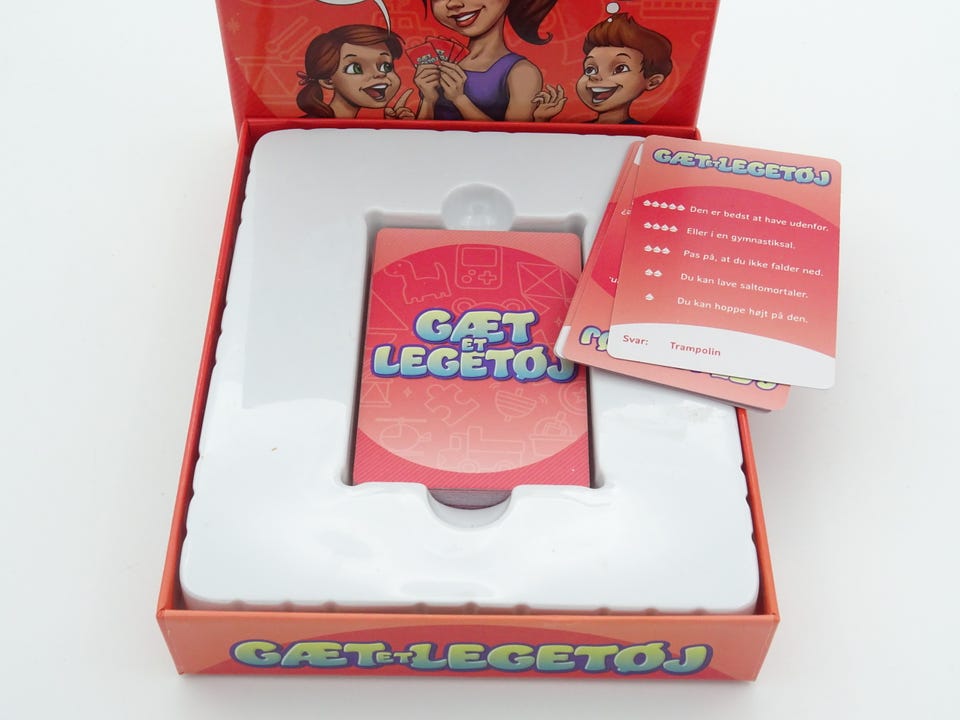 GÆT ET LEGETØJ
Den er bedst at have udenfor.
Eller i en gymnastiksal.
Pas på, at du ikke falder ned.
Du kan lave saltomortaler.
Du kan hoppe højt på den.
Svar: Trampolin
GÆT
ET
LEGETØJ
GÆT ET LEGETØJ